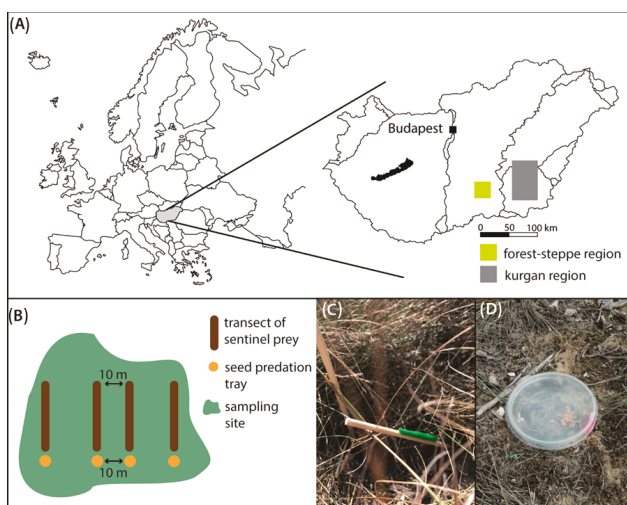 (A)
Budapest
0 50 100 km
forest-steppe region
kurgan region
(B)
10 m
10 m
transect of
sentinel prey
seed predation
tray
sampling
site
(C)
(D)